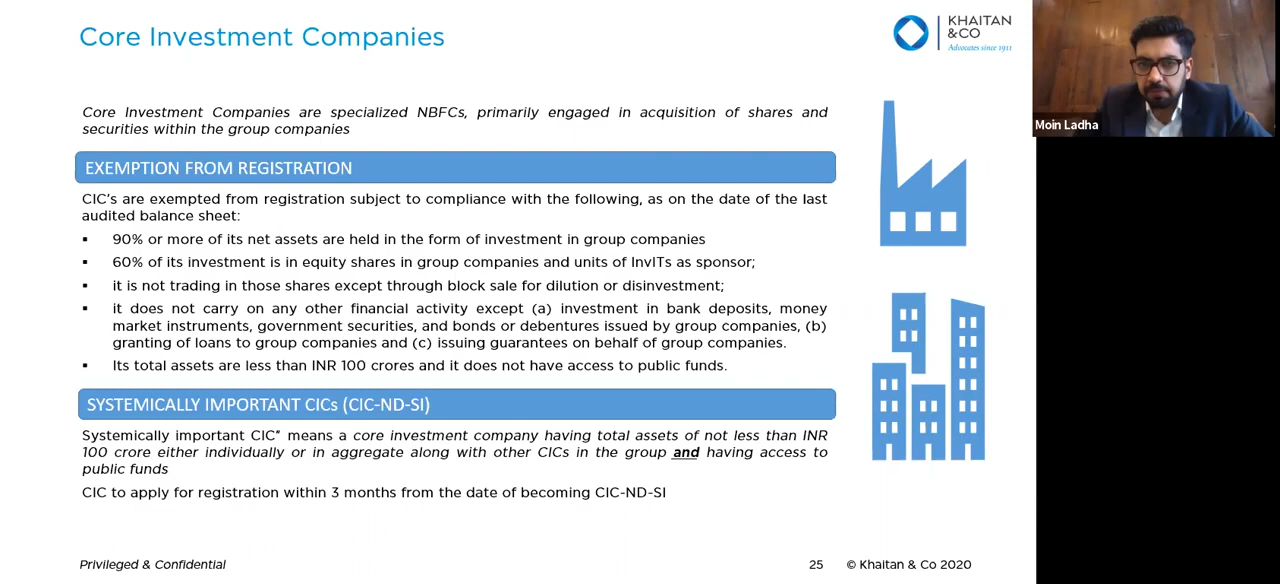 Core Investment Companies
KHAITAN
&CO
Advocates since 1911
Moin Ladha
Core Investment Companies are specialized NBFCs, primarily engaged in acquisition of shares and
securities within the group companies
EXEMPTION FROM REGISTRATION
CIC's are exempted from registration subject to compliance with the following, as on the date of the last
audited balance sheet:
▪ 90% or more of its net assets are held in the form of investment in group companies
▪ 60% of its investment is in equity shares in group companies and units of InvITs as sponsor;
▪ it is not trading in those shares except through block sale for dilution or disinvestment;
▪ it does not carry on any other financial activity except (a) investment in bank deposits, money
market instruments, government securities, and bonds or debentures issued by group companies, (b)
granting of loans to group companies and (c) issuing guarantees on behalf of group companies.
▪ Its total assets are less than INR 100 crores and it does not have access to public funds.
SYSTEMICALLY IMPORTANT CICs (CIC-ND-SI)
Systemically important CIC" means a core investment company having total assets of not less than INR
100 crore either individually or in aggregate along with other CICs in the group and having access to
public funds
CIC to apply for registration within 3 months from the date of becoming CIC-ND-SI
Privileged & Confidential
25
© Khaitan & Co 2020